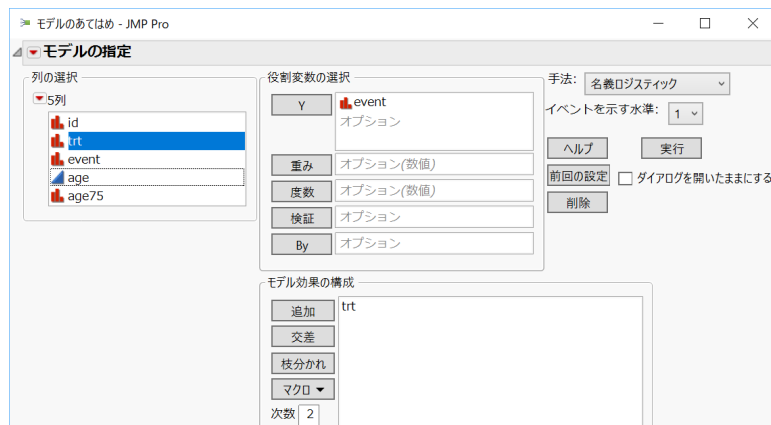 モデルのあてはめ - JMP Pro
モデルの指定
列の選択
5列
id
trt
event
age
age75
役割変数の選択
Y
event
オプション
重み
オプション(数値)
度数
オプション(数値)
検証
オプション
By
オプション
手法:
名義ロジスティック
イベントを示す水準:
1
ヘルプ
実行
前回の設定
ダイアログを開いたままにする
削除
モデル効果の構成
追加
trt
交差
枝分かれ
マクロ
次数
2